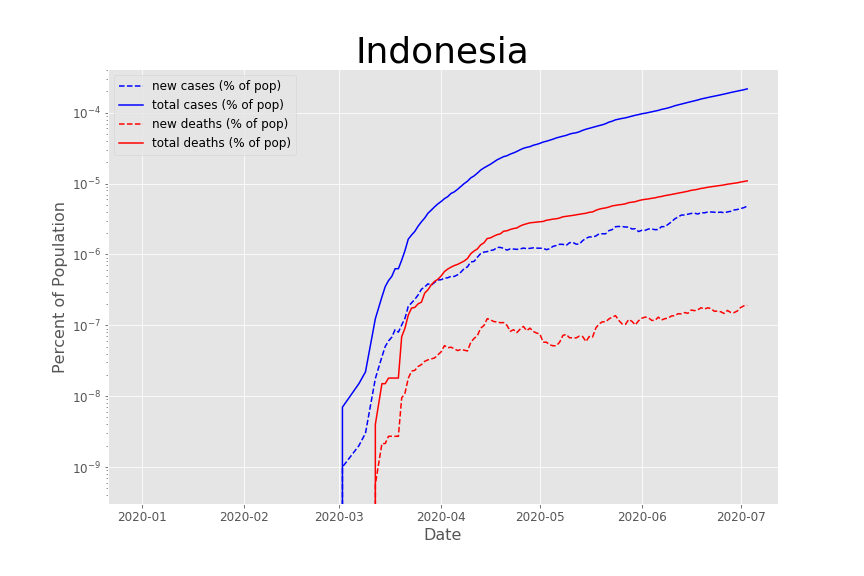 Indonesia
new cases (% of pop)
total cases (% of pop)
new deaths (% of pop)
total deaths (% of pop)
Percent of Population
10⁻⁴
10⁻⁵
10⁻⁶
10⁻⁷
10⁻⁸
10⁻⁹
2020-01 2020-02 2020-03 2020-04 2020-05 2020-06 2020-07
Date